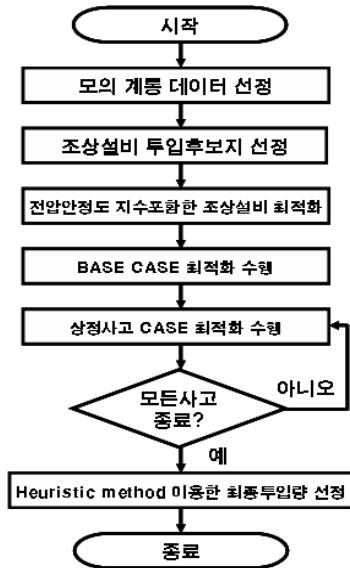 시작
모의 계통 데이터 선정
조상설비 투입후보지 선정
전압안정도 지수포함한 조상설비 최적화
BASE CASE 최적화 수행
상정사고 CASE 최적화 수행
모든사고
종료?
아니오
예
Heuristic method 이용한 최종투입량 선정
종료